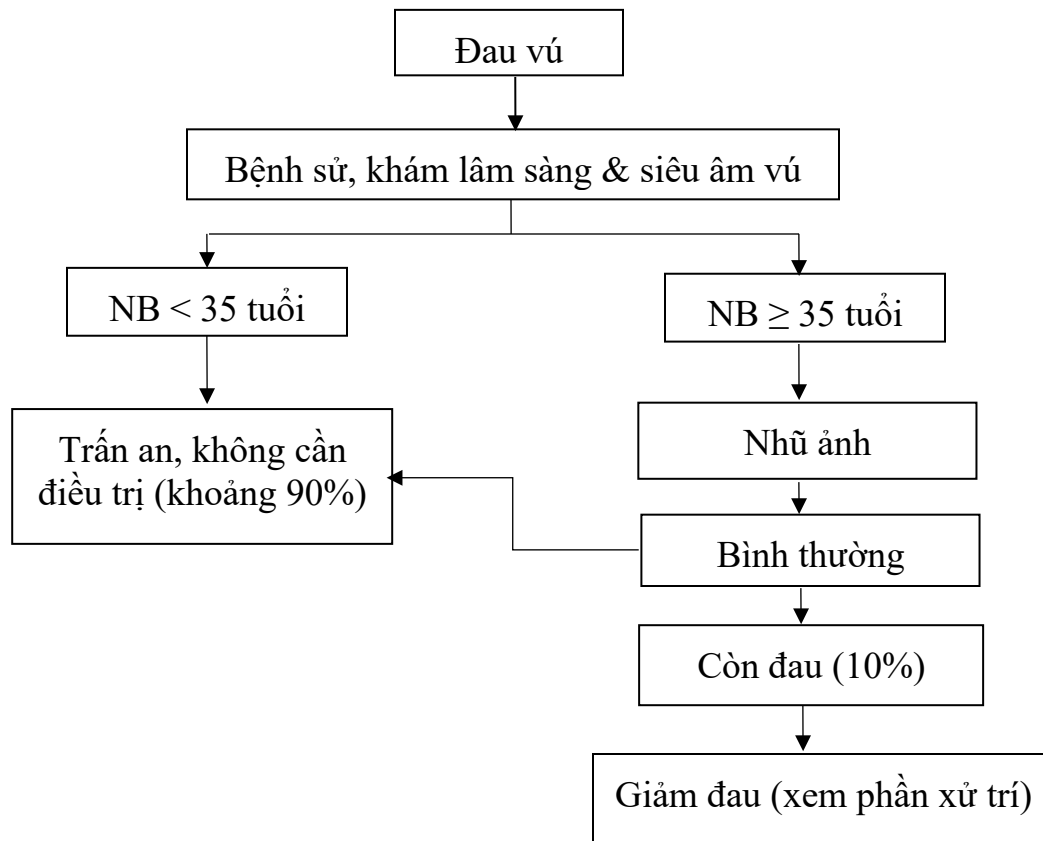 Đau vú
Bệnh sử, khám lâm sàng & siêu âm vú
NB < 35 tuổi
NB ≥ 35 tuổi
Trấn an, không cần
điều trị (khoảng 90%)
Nhũ ảnh
Bình thường
Còn đau (10%)
Giảm đau (xem phần xử trí)